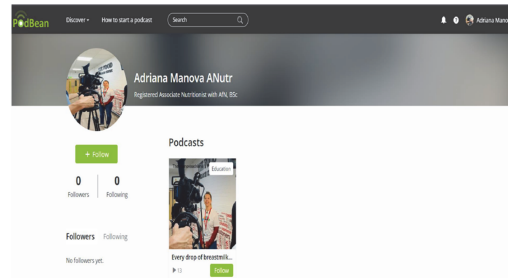 PodBean
Discover
How to start a podcast
Search
Adriana Mano
Adriana Manova ANutr
Registered Associate Nutritionist with AfN, BSc
+ Follow
0
Followers
0
Following
Followers
Following
No followers yet.
Podcasts
Education
Every drop of breastmilk...
Follow